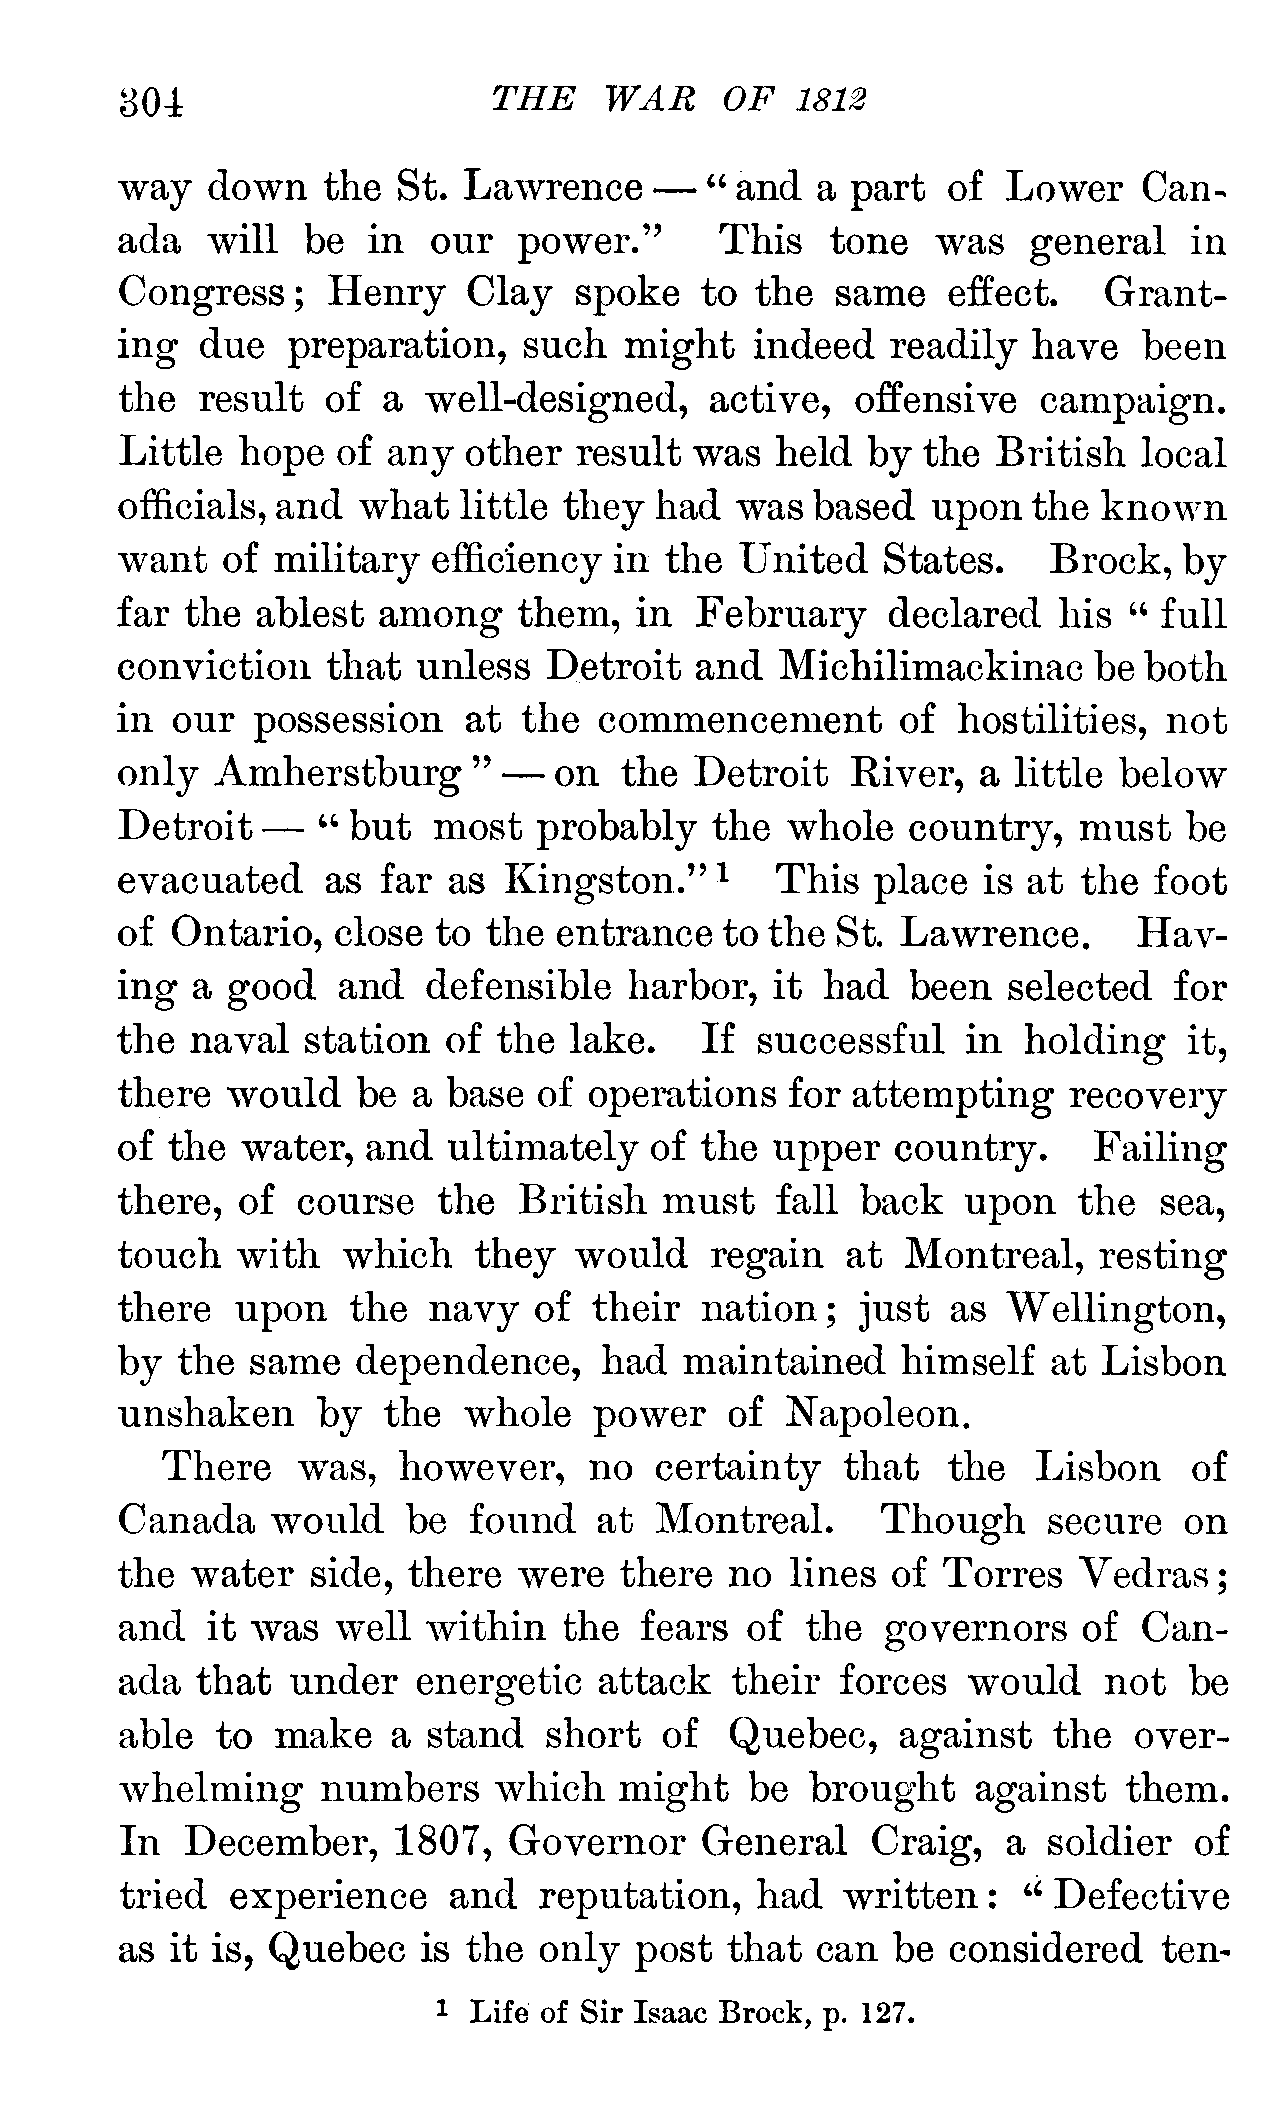 304 THE WAR OF 1812
way down the St. Lawrence — “and a part of Lower Can-
ada will be in our power.” This tone was general in
Congress; Henry Clay spoke to the same effect. Grant-
ing due preparation, such might indeed readily have been
the result of a well-designed, active, offensive campaign.
Little hope of any other result was held by the British local
officials, and what little they had was based upon the known
want of military efficiency in the United States. Brock, by
far the ablest among them, in February declared his “full
conviction that unless Detroit and Michilimackinac be both
in our possession at the commencement of hostilities, not
only Amherstburg” — on the Detroit River, a little below
Detroit — “but most probably the whole country, must be
evacuated as far as Kingston.”¹ This place is at the foot
of Ontario, close to the entrance to the St. Lawrence. Hav-
ing a good and defensible harbor, it had been selected for
the naval station of the lake. If successful in holding it,
there would be a base of operations for attempting recovery
of the water, and ultimately of the upper country. Failing
there, of course the British must fall back upon the sea,
touch with which they would regain at Montreal, resting
there upon the navy of their nation; just as Wellington,
by the same dependence, had maintained himself at Lisbon
unshaken by the whole power of Napoleon.
There was, however, no certainty that the Lisbon of
Canada would be found at Montreal. Though secure on
the water side, there were there no lines of Torres Vedras;
and it was well within the fears of the governors of Can-
ada that under energetic attack their forces would not be
able to make a stand short of Quebec, against the over-
whelming numbers which might be brought against them.
In December, 1807, Governor General Craig, a soldier of
tried experience and reputation, had written: “Defective
as it is, Quebec is the only post that can be considered ten-
¹ Life of Sir Isaac Brock, p. 127.